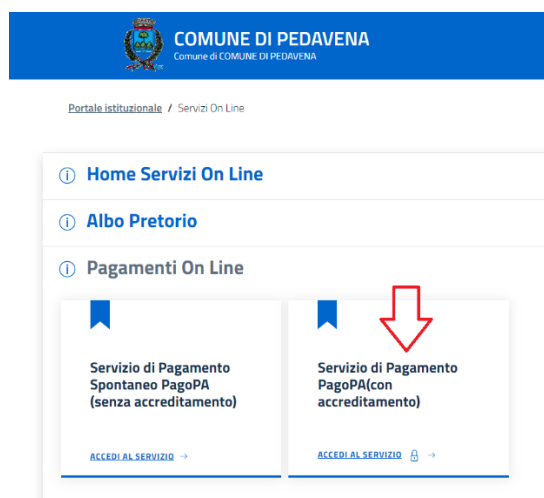 COMUNE DI PEDAVENA
Comune di COMUNE DI PEDAVENA
Portale istituzionale / Servizi On Line
Home Servizi On Line
Albo Pretorio
Pagamenti On Line
Servizio di Pagamento
Spontaneo PagoPA
(senza accreditamento)
ACCEDI AL SERVIZIO →
Servizio di Pagamento
PagoPA(con
accreditamento)
ACCEDI AL SERVIZIO →